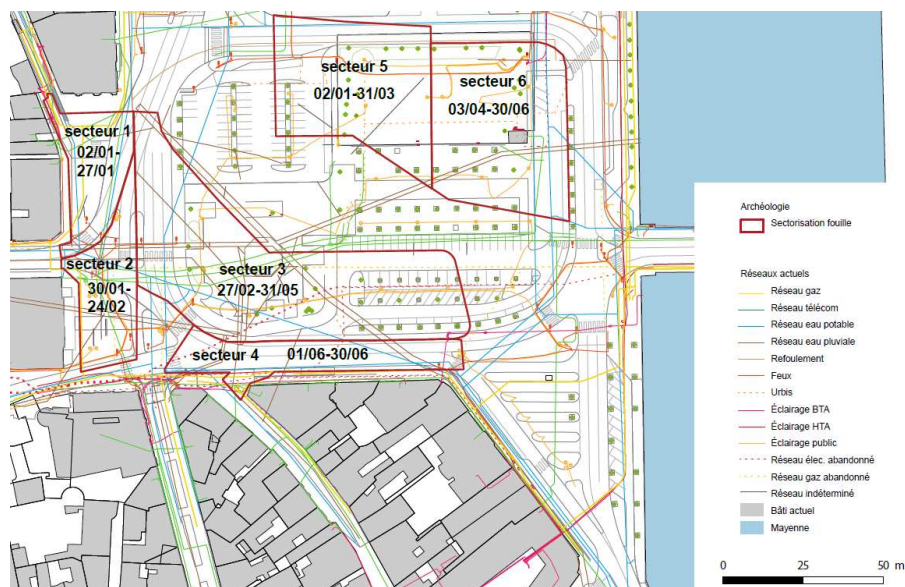 secteur 5
02/01-31/03
secteur 6
03/04-30/06
secteur 1
02/01-
27/01
secteur 2
30/01-
24/02
secteur 3
27/02-31/05
secteur 4
01/06-30/06
Archéologie
Sectorisation fouille
Réseaux actuels
Réseau gaz
Réseau télécom
Réseau eau potable
Réseau eau pluviale
Refoulement
Feux
Urbis
Éclairage BTA
Éclairage HTA
Éclairage public
Réseau élec. abandonné
Réseau gaz abandonné
Réseau indéterminé
Bâti actuel
Mayenne
0 25 50 m